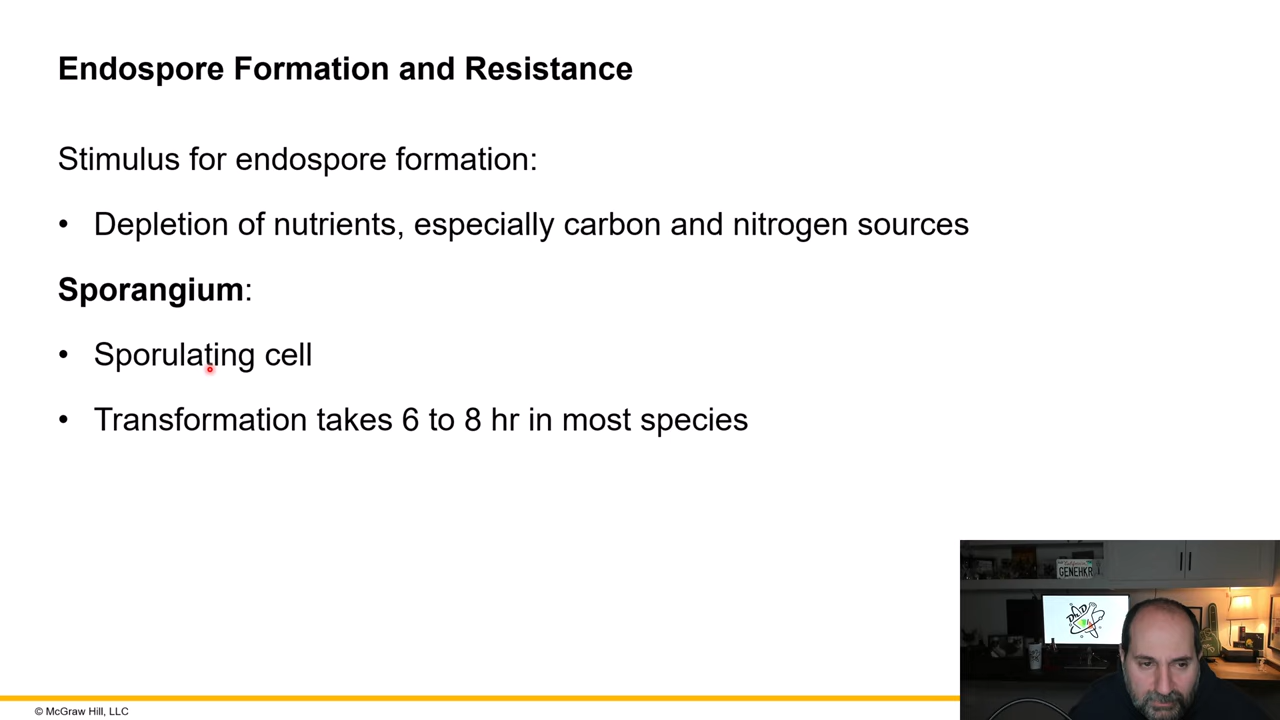 Endospore Formation and Resistance
Stimulus for endospore formation:
• Depletion of nutrients, especially carbon and nitrogen sources
Sporangium:
• Sporulating cell
• Transformation takes 6 to 8 hr in most species
© McGraw Hill, LLC
California
GENEHKR